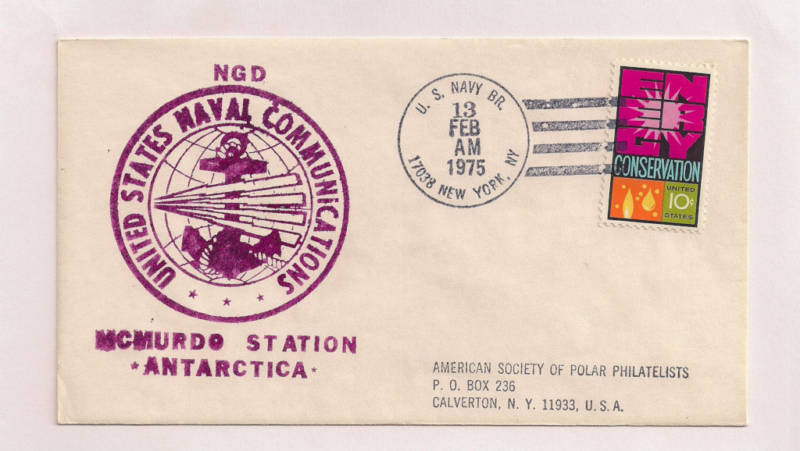 NGD
UNITED STATES NAVAL COMMUNICATIONS
MCMURDO STATION
*ANTARCTICA*
U. S. NAVY BR.
13
FEB
AM
1975
17038 NEW YORK, NY
ENERGY
CONSERVATION
UNITED
10¢
STATES
AMERICAN SOCIETY OF POLAR PHILATELISTS
P. O. BOX 236
CALVERTON, N. Y. 11933, U.S.A.